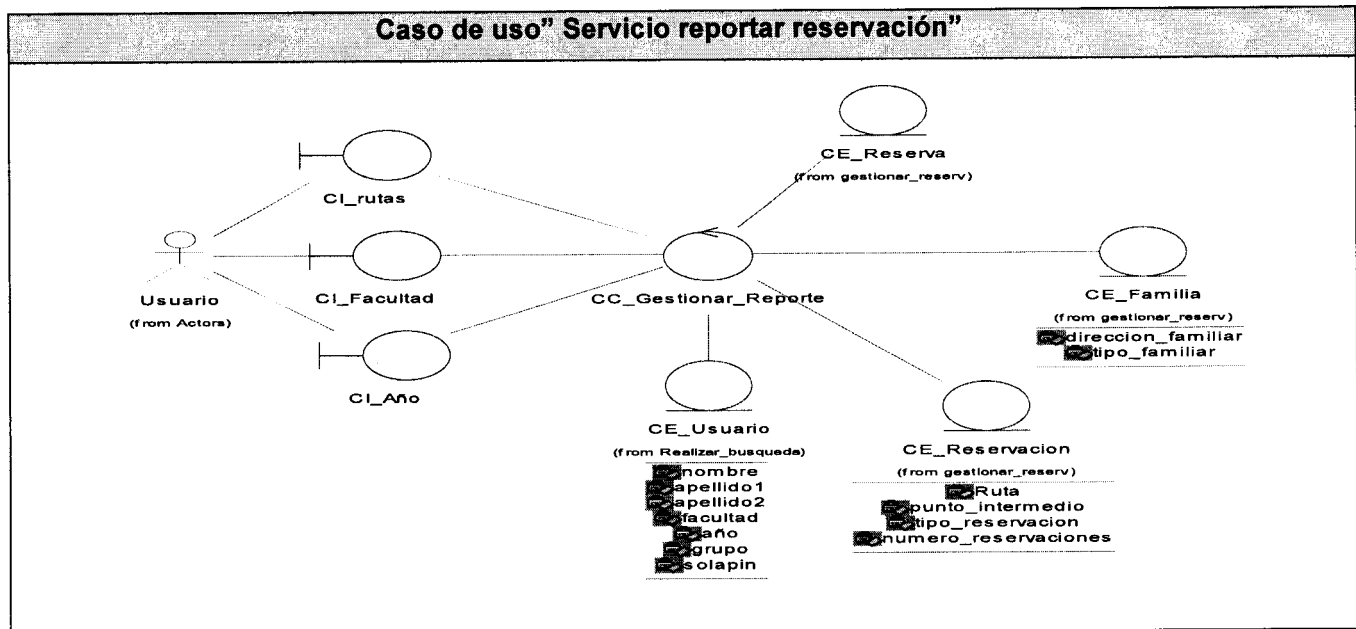 Caso de uso” Servicio reportar reservación”
CE_Reserva
(from gestionar_reserv)
CI_rutas
Usuario
(from Actors)
CI_Facultad
CC_Gestionar_Reporte
CE_Familia
(from gestionar_reserv)
direccion_familiar
tipo_familiar
CI_Año
CE_Usuario
(from Realizar_busqueda)
nombre
apellido1
apellido2
facultad
año
grupo
solapin
CE_Reservacion
(from gestionar_reserv)
Ruta
punto_intermedio
tipo_reservacion
numero_reservaciones